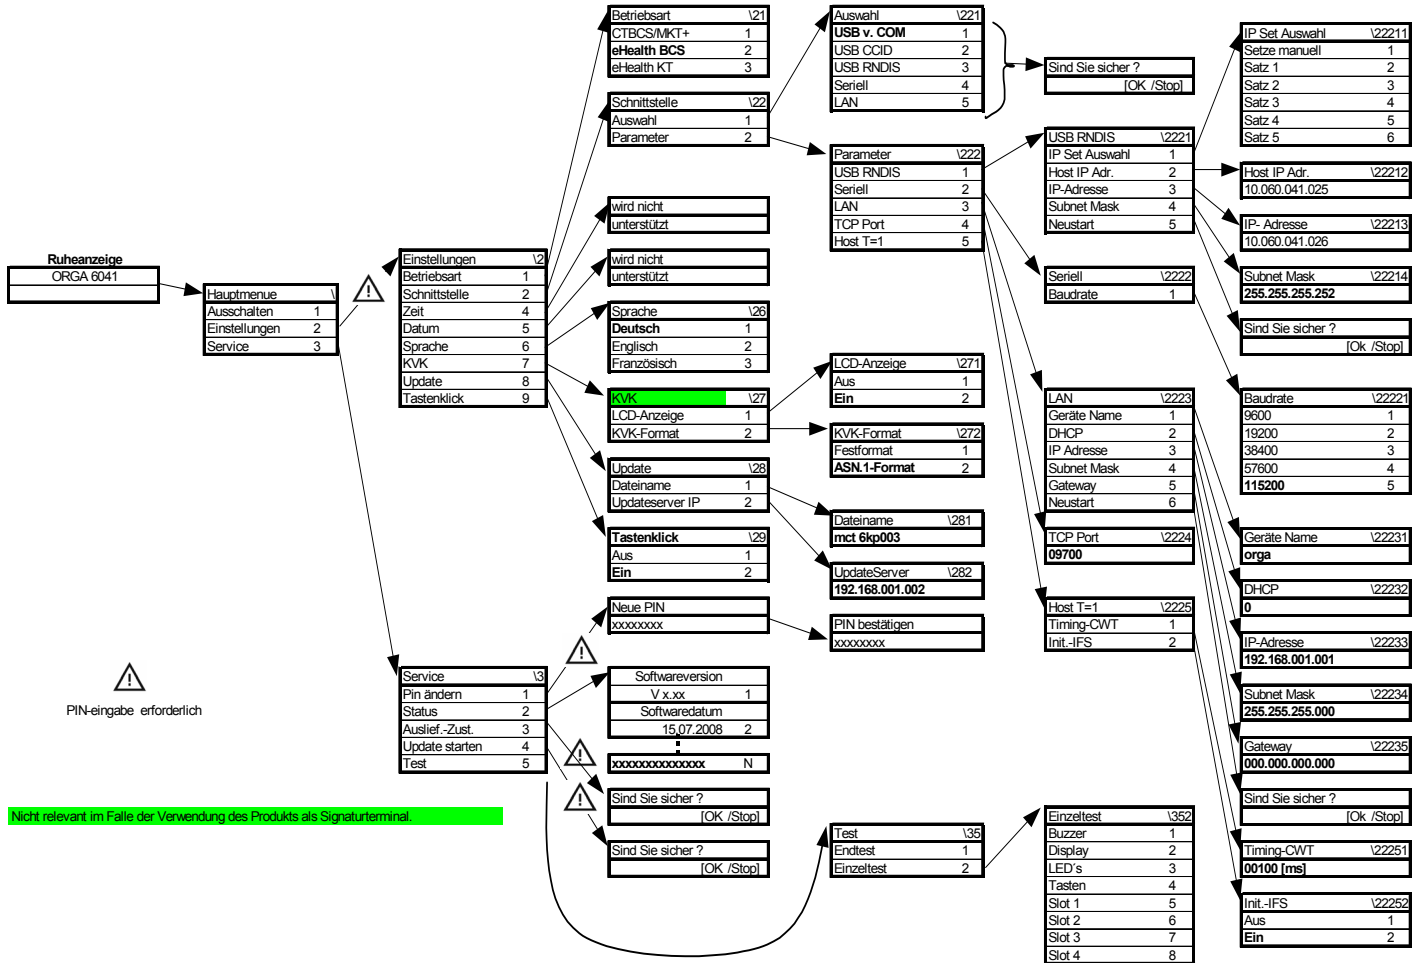 Ruheanzeige
ORGA 6041
Hauptmenue \
Ausschalten 1
Einstellungen 2
Service 3
PIN-eingabe erforderlich
Nicht relevant im Falle der Verwendung des Produkts als Signaturterminal.
Einstellungen \2
Betriebsart 1
Schnittstelle 2
Zeit 4
Datum 5
Sprache 6
KVK 7
Update 8
Tastenklick 9
Service \3
Pin ändern 1
Status 2
Auslief.-Zust. 3
Update starten 4
Test 5
Betriebsart \21
CTBCS/MKT+ 1
eHealth BCS 2
eHealth KT 3
Schnittstelle \22
Auswahl 1
Parameter 2
wird nicht
unterstützt
wird nicht
unterstützt
Sprache \26
Deutsch 1
Englisch 2
Französisch 3
KVK \27
LCD-Anzeige 1
KVK-Format 2
Update \28
Dateiname 1
Updateserver IP 2
Tastenklick \29
Aus 1
Ein 2
Neue PIN
xxxxxxxx
Softwareversion
V x.xx 1
Softwaredatum
15.07.2008 2
xxxxxxxxxxxxxx N
Sind Sie sicher ?
[OK /Stop]
Sind Sie sicher ?
[OK /Stop]
Auswahl \221
USB v. COM 1
USB CCID 2
USB RNDIS 3
Seriell 4
LAN 5
Parameter \222
USB RNDIS 1
Seriell 2
LAN 3
TCP Port 4
Host T=1 5
LCD-Anzeige \271
Aus 1
Ein 2
KVK-Format \272
Festformat 1
ASN.1-Format 2
Dateiname \281
mct 6kp003
UpdateServer \282
192.168.001.002
PIN bestätigen
xxxxxxxx
Test \35
Endtest 1
Einzeltest 2
Sind Sie sicher ?
[OK /Stop]
USB RNDIS \2221
IP Set Auswahl 1
Host IP Adr. 2
IP-Adresse 3
Subnet Mask 4
Neustart 5
Seriell \2222
Baudrate 1
LAN \2223
Geräte Name 1
DHCP 2
IP Adresse 3
Subnet Mask 4
Gateway 5
Neustart 6
TCP Port \2224
09700
Host T=1 \2225
Timing-CWT 1
Init.-IFS 2
Einzeltest \352
Buzzer 1
Display 2
LED´s 3
Tasten 4
Slot 1 5
Slot 2 6
Slot 3 7
Slot 4 8
IP Set Auswahl \22211
Setze manuell 1
Satz 1 2
Satz 2 3
Satz 3 4
Satz 4 5
Satz 5 6
Host IP Adr. \22212
10.060.041.025
IP- Adresse \22213
10.060.041.026
Subnet Mask \22214
255.255.255.252
Sind Sie sicher ?
[Ok /Stop]
Baudrate \22221
9600 1
19200 2
38400 3
57600 4
115200 5
Geräte Name \22231
orga
DHCP \22232
0
IP-Adresse \22233
192.168.001.001
Subnet Mask \22234
255.255.255.000
Gateway \22235
000.000.000.000
Sind Sie sicher ?
[Ok /Stop]
Timing-CWT \22251
00100 [ms]
Init.-IFS \22252
Aus 1
Ein 2